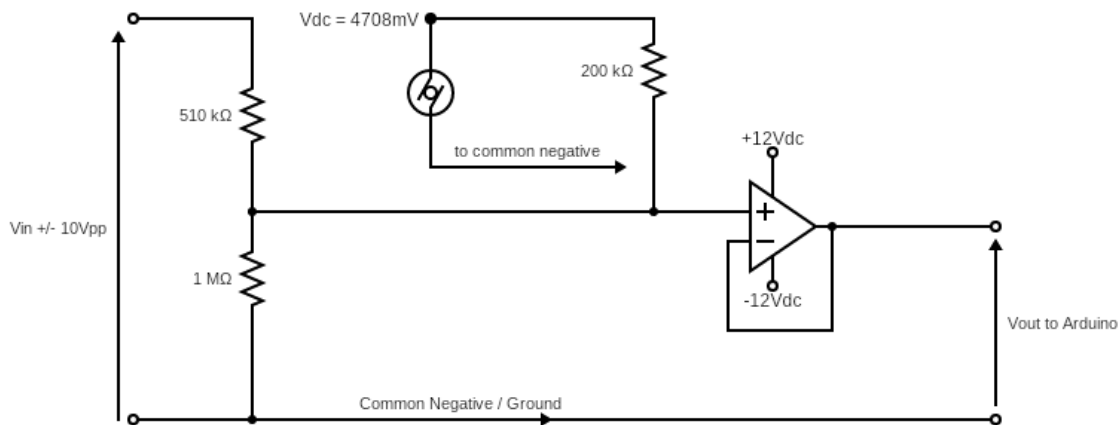 Vdc = 4708mV
200 kΩ
510 kΩ
to common negative
+12Vdc
+
−
Vin +/- 10Vpp
1 MΩ
-12Vdc
Vout to Arduino
Common Negative / Ground